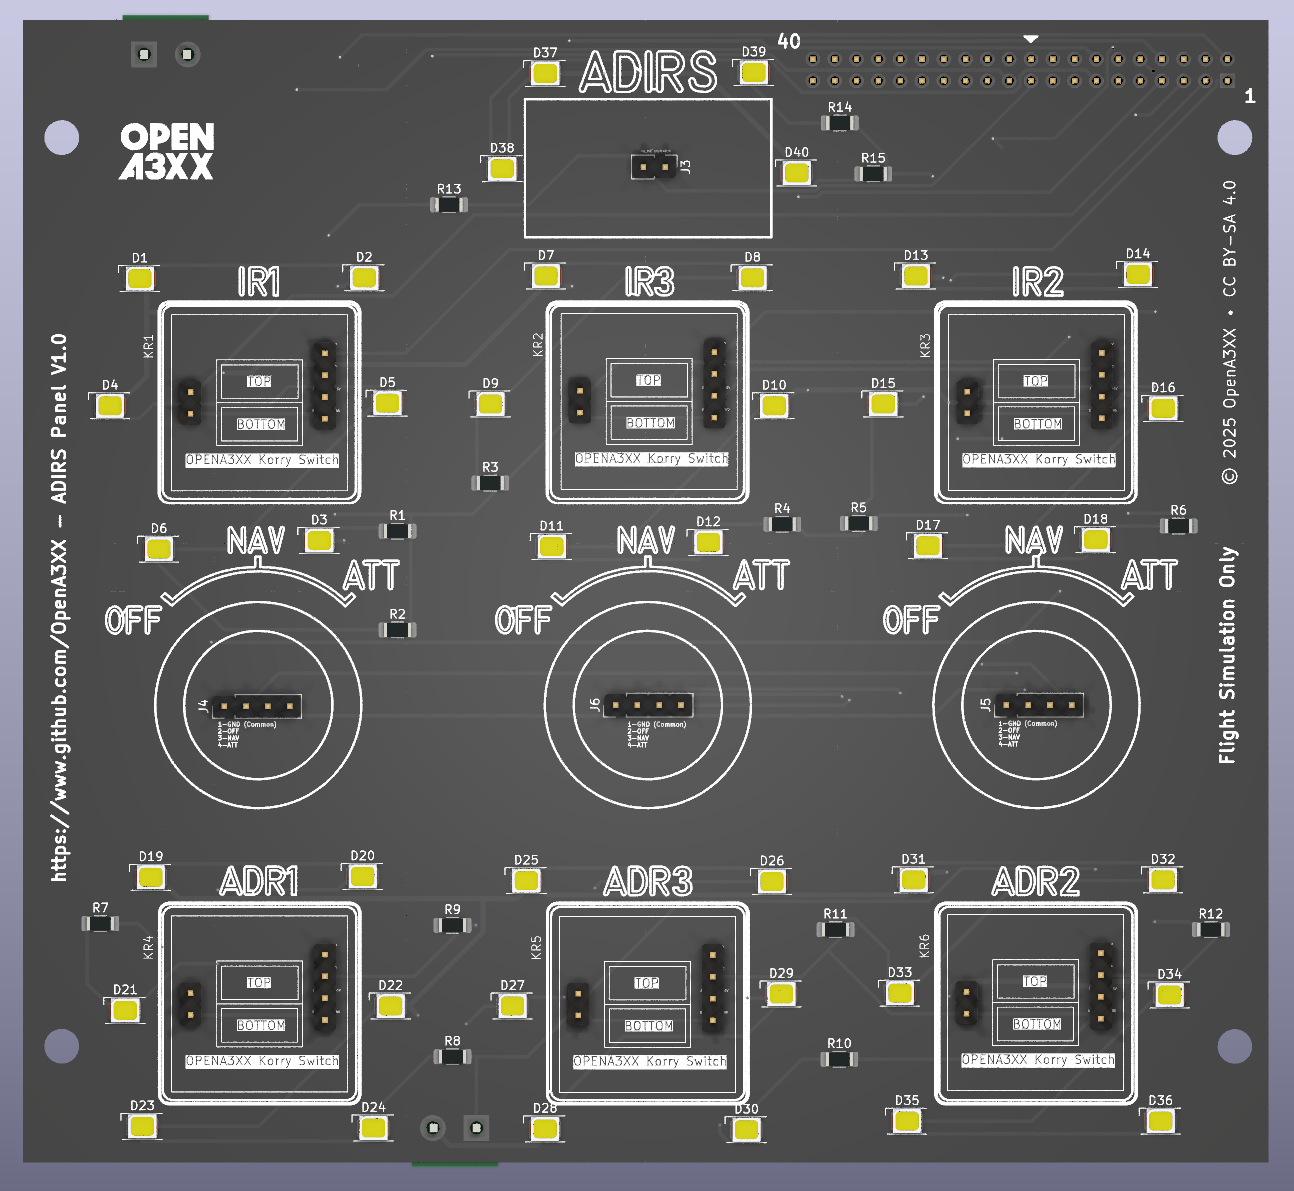 D37
ADIRS
D39
40
1
R14
OPEN
A3XX
D38
J3
D40
R15
R13
© 2025 OpenA3XX • CC BY-SA 4.0
D1
IR1
D2
D7
IR3
D8
D13
IR2
D14
KR1
KR2
KR3
D4
TOP
D5
D9
TOP
D10
D15
TOP
D16
BOTTOM
BOTTOM
BOTTOM
OPENA3XX Korry Switch
OPENA3XX Korry Switch
OPENA3XX Korry Switch
R3
R1
R4
R5
R6
https://www.github.com/OpenA3XX — ADIRS Panel V1.0
Flight Simulation Only
D6
NAV
D3
D11
NAV
D12
D17
NAV
D18
OFF
ATT
OFF
ATT
OFF
ATT
R2
J4
J6
J5
1-GND (Common)
2-OFF
3-NAV
4-ATT
1-GND (Common)
2-OFF
3-NAV
4-ATT
1-GND (Common)
2-OFF
3-NAV
4-ATT
D19
ADR1
D20
D25
ADR3
D26
D31
ADR2
D32
R7
R9
R11
R12
KR4
KR5
KR6
D21
TOP
D22
D27
TOP
D29
D33
TOP
D34
BOTTOM
BOTTOM
BOTTOM
OPENA3XX Korry Switch
OPENA3XX Korry Switch
OPENA3XX Korry Switch
R8
R10
D23
D24
D28
D30
D35
D36